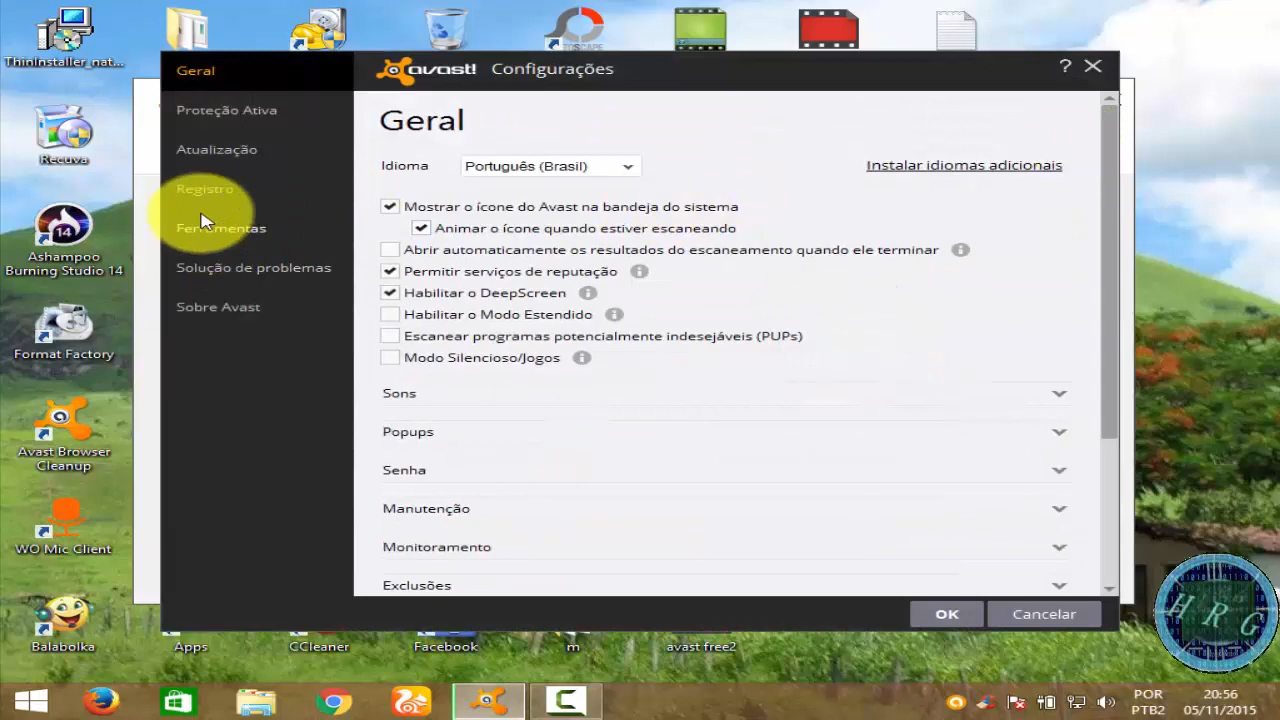 ThinInstaller_nat...
Recuva
Ashampoo
Burning Studio 14
14
Format Factory
Avast Browser
Cleanup
WO Mic Client
Balabolka
Geral
Proteção Ativa
Atualização
Registro
Ferramentas
Solução de problemas
Sobre Avast
avast! Configurações
? 
Geral
Idioma Português (Brasil) Instalar idiomas adicionais
Mostrar o ícone do Avast na bandeja do sistema
Animar o ícone quando estiver escaneando
Abrir automaticamente os resultados do escaneamento quando ele terminar
Permitir serviços de reputação
Habilitar o DeepScreen
Habilitar o Modo Estendido
Escanear programas potencialmente indesejáveis (PUPs)
Modo Silencioso/Jogos
Sons
Popups
Senha
Manutenção
Monitoramento
Exclusões
OK Cancelar
Apps
CCleaner
Facebook
m
avast free2
H R G
POR
PTB2
20:56
05/11/2015